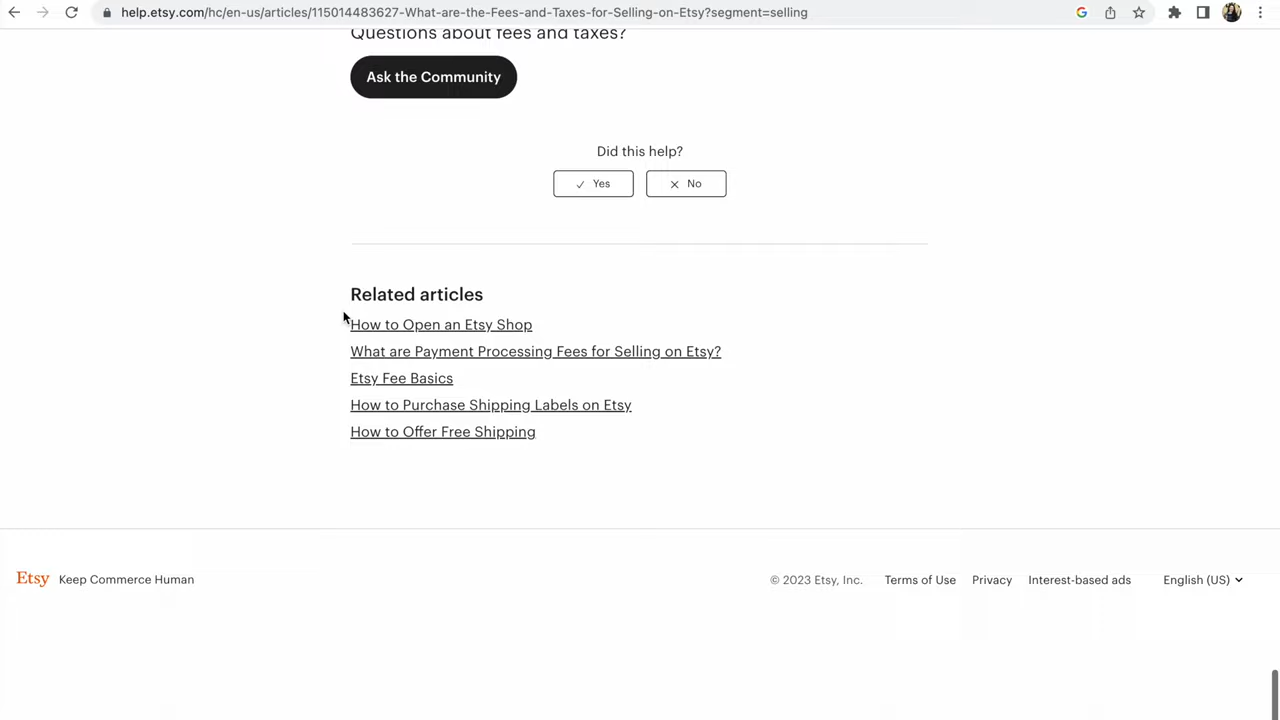 help.etsy.com/hc/en-us/articles/115014483627-What-are-the-Fees-and-Taxes-for-Selling-on-Etsy?segment=selling
Questions about fees and taxes?
Ask the Community
Did this help?
Yes No
Related articles
How to Open an Etsy Shop
What are Payment Processing Fees for Selling on Etsy?
Etsy Fee Basics
How to Purchase Shipping Labels on Etsy
How to Offer Free Shipping
Etsy Keep Commerce Human © 2023 Etsy, Inc. Terms of Use Privacy Interest-based ads English (US)